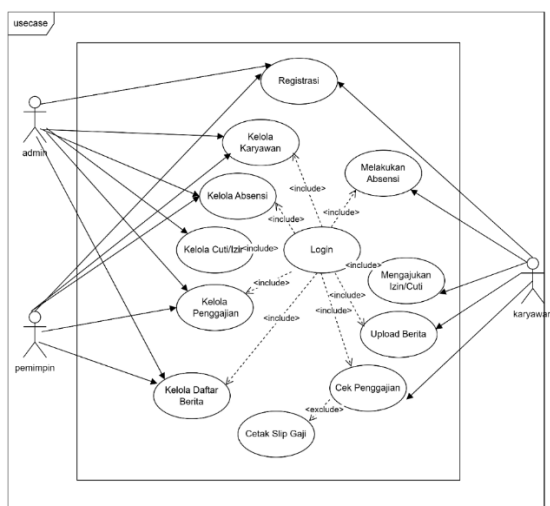 usecase
Registrasi
admin
Kelola
Karyawan
Melakukan
Absensi
<include>
Kelola Absensi
<include>
<include>
Kelola Cuti/Izin
<include>
Login
<include>
Mengajukan
Izin/Cuti
karyawan
<include>
Kelola
Penggajian
<include>
<include>
<include>
Upload Berita
pemimpin
Kelola Daftar
Berita
Cek Penggajian
<exclude>
Cetak Slip Gaji